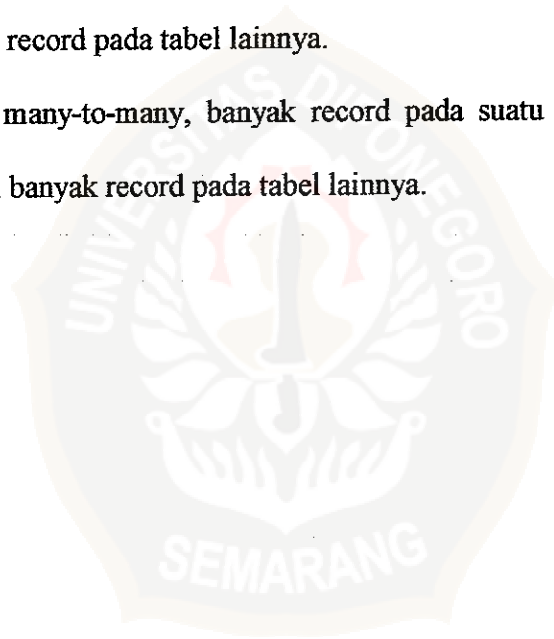 record pada tabel lainnya.
many-to-many, banyak record pada suatu
banyak record pada tabel lainnya.
UNIVERSITAS DIPONEGORO
SEMARANG